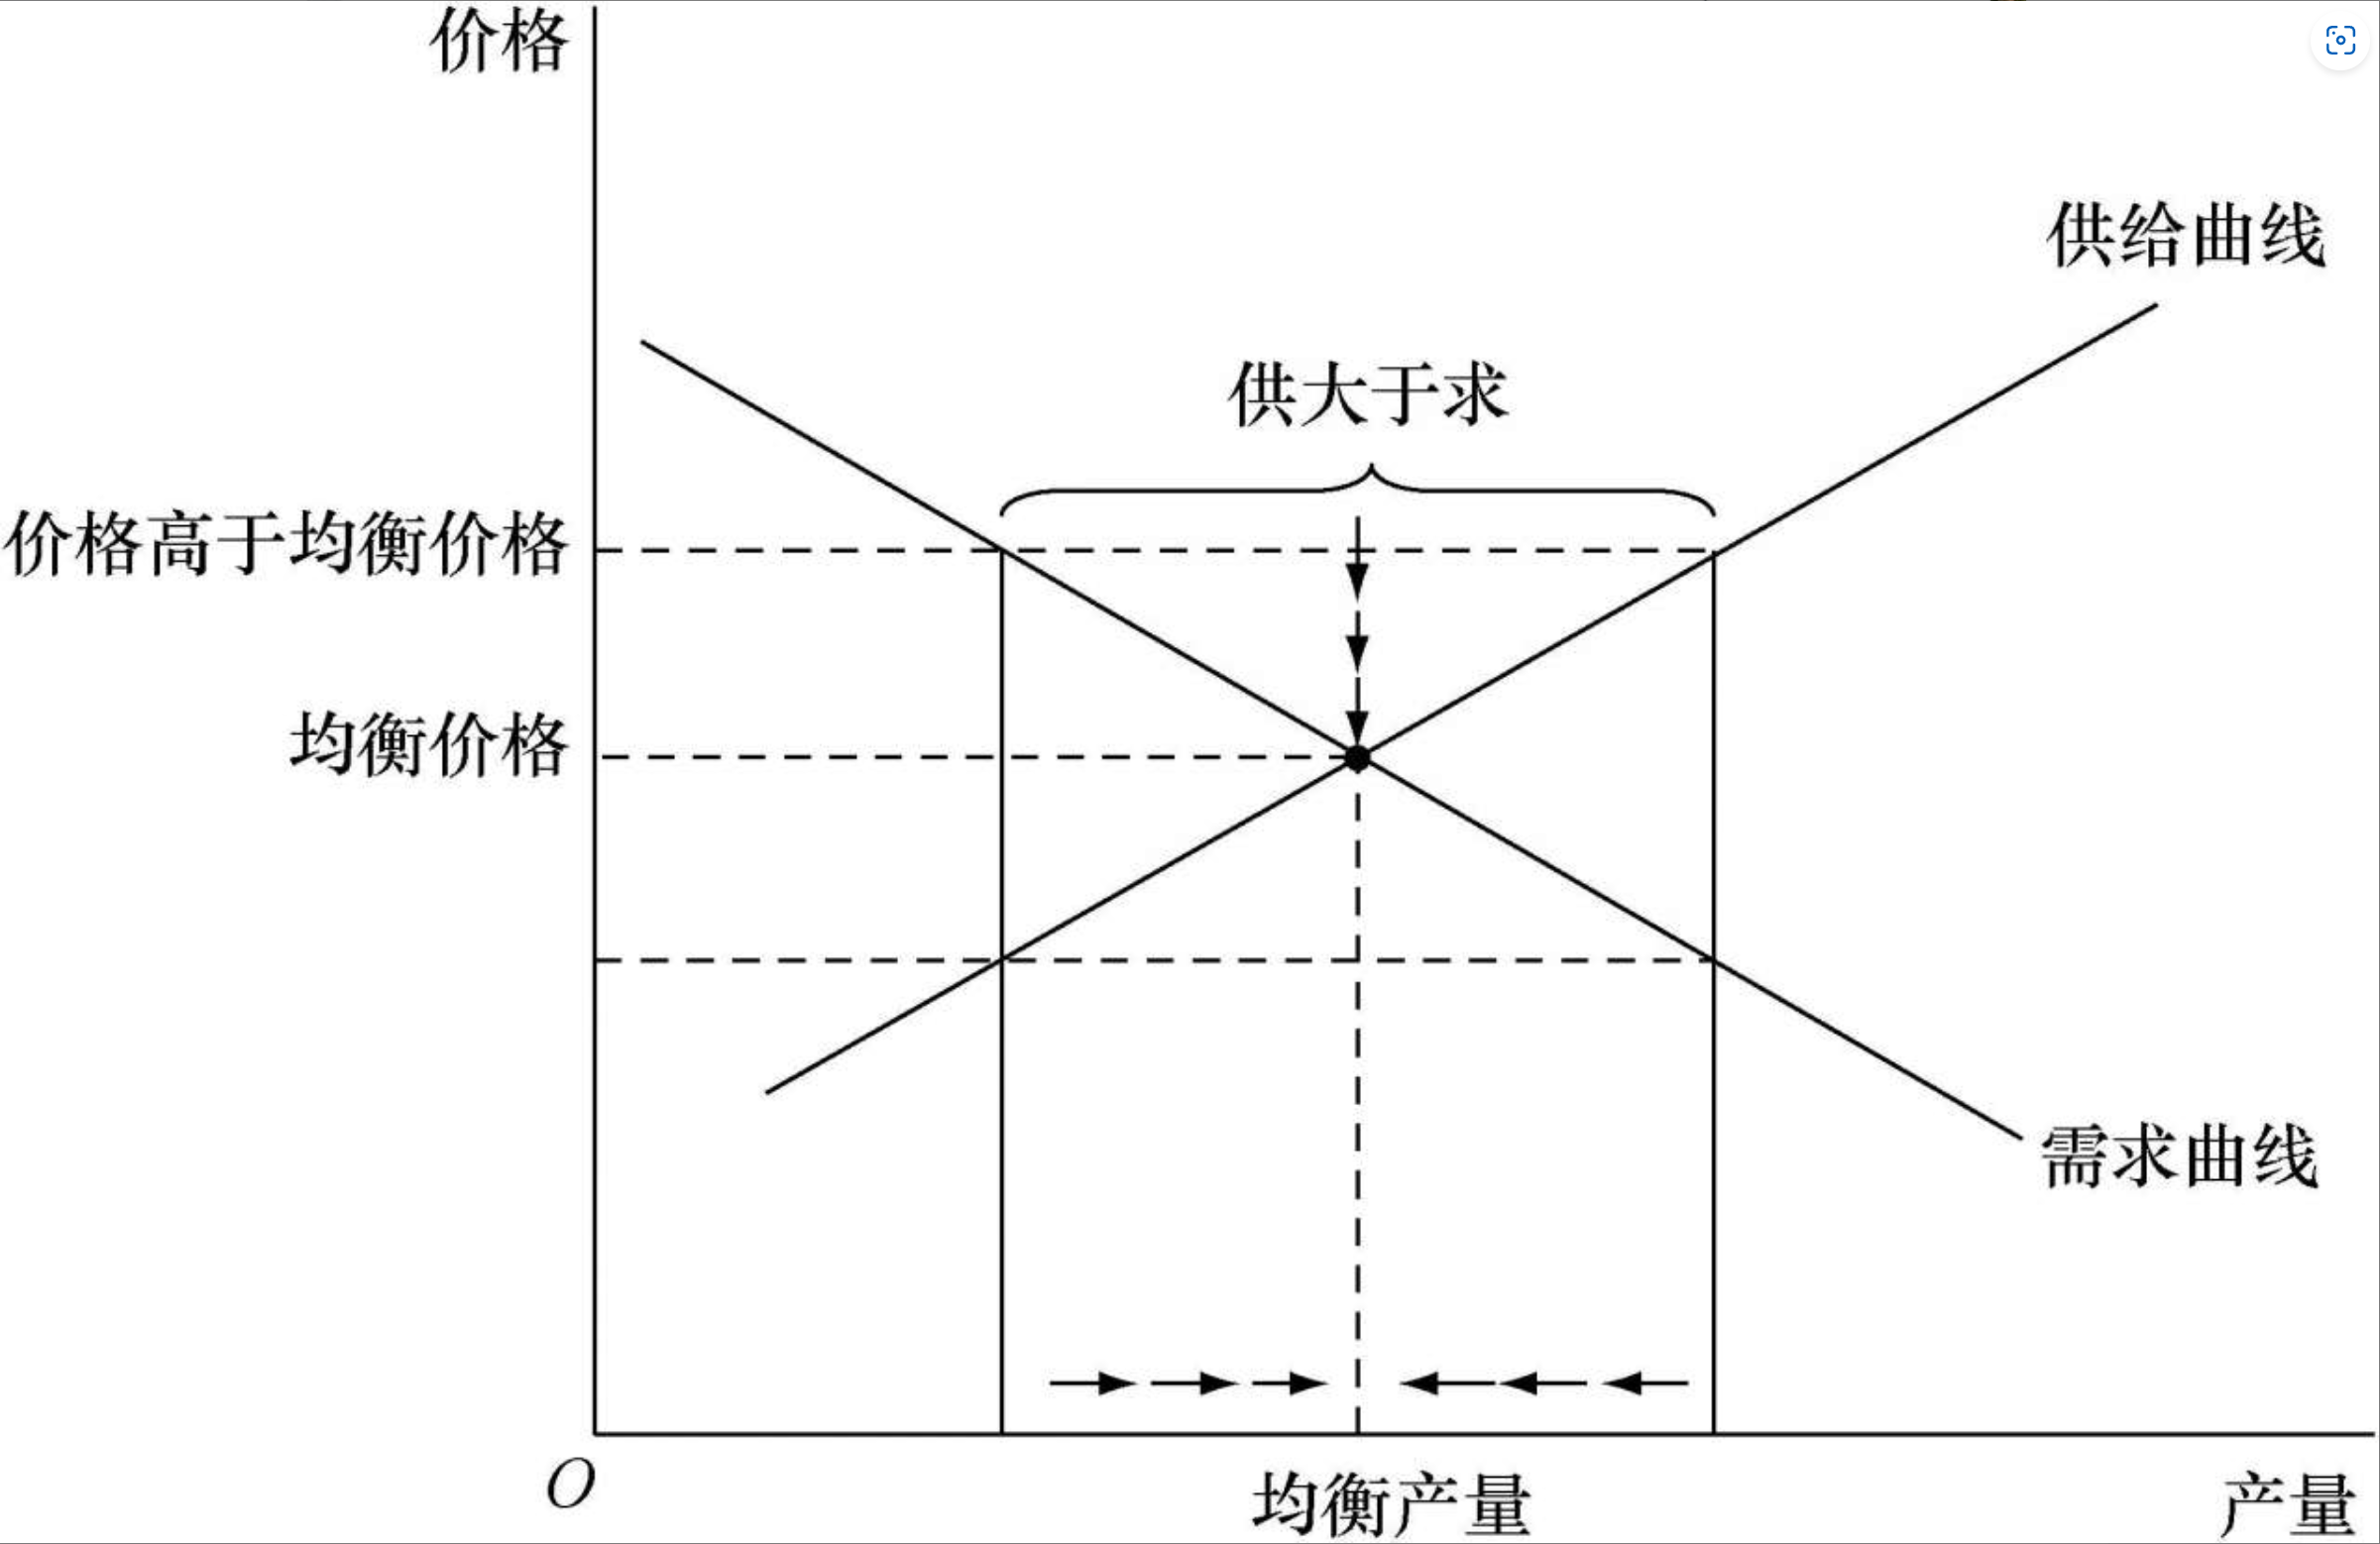 价格
供给曲线
供大于求
价格高于均衡价格
均衡价格
需求曲线
O
均衡产量
产量